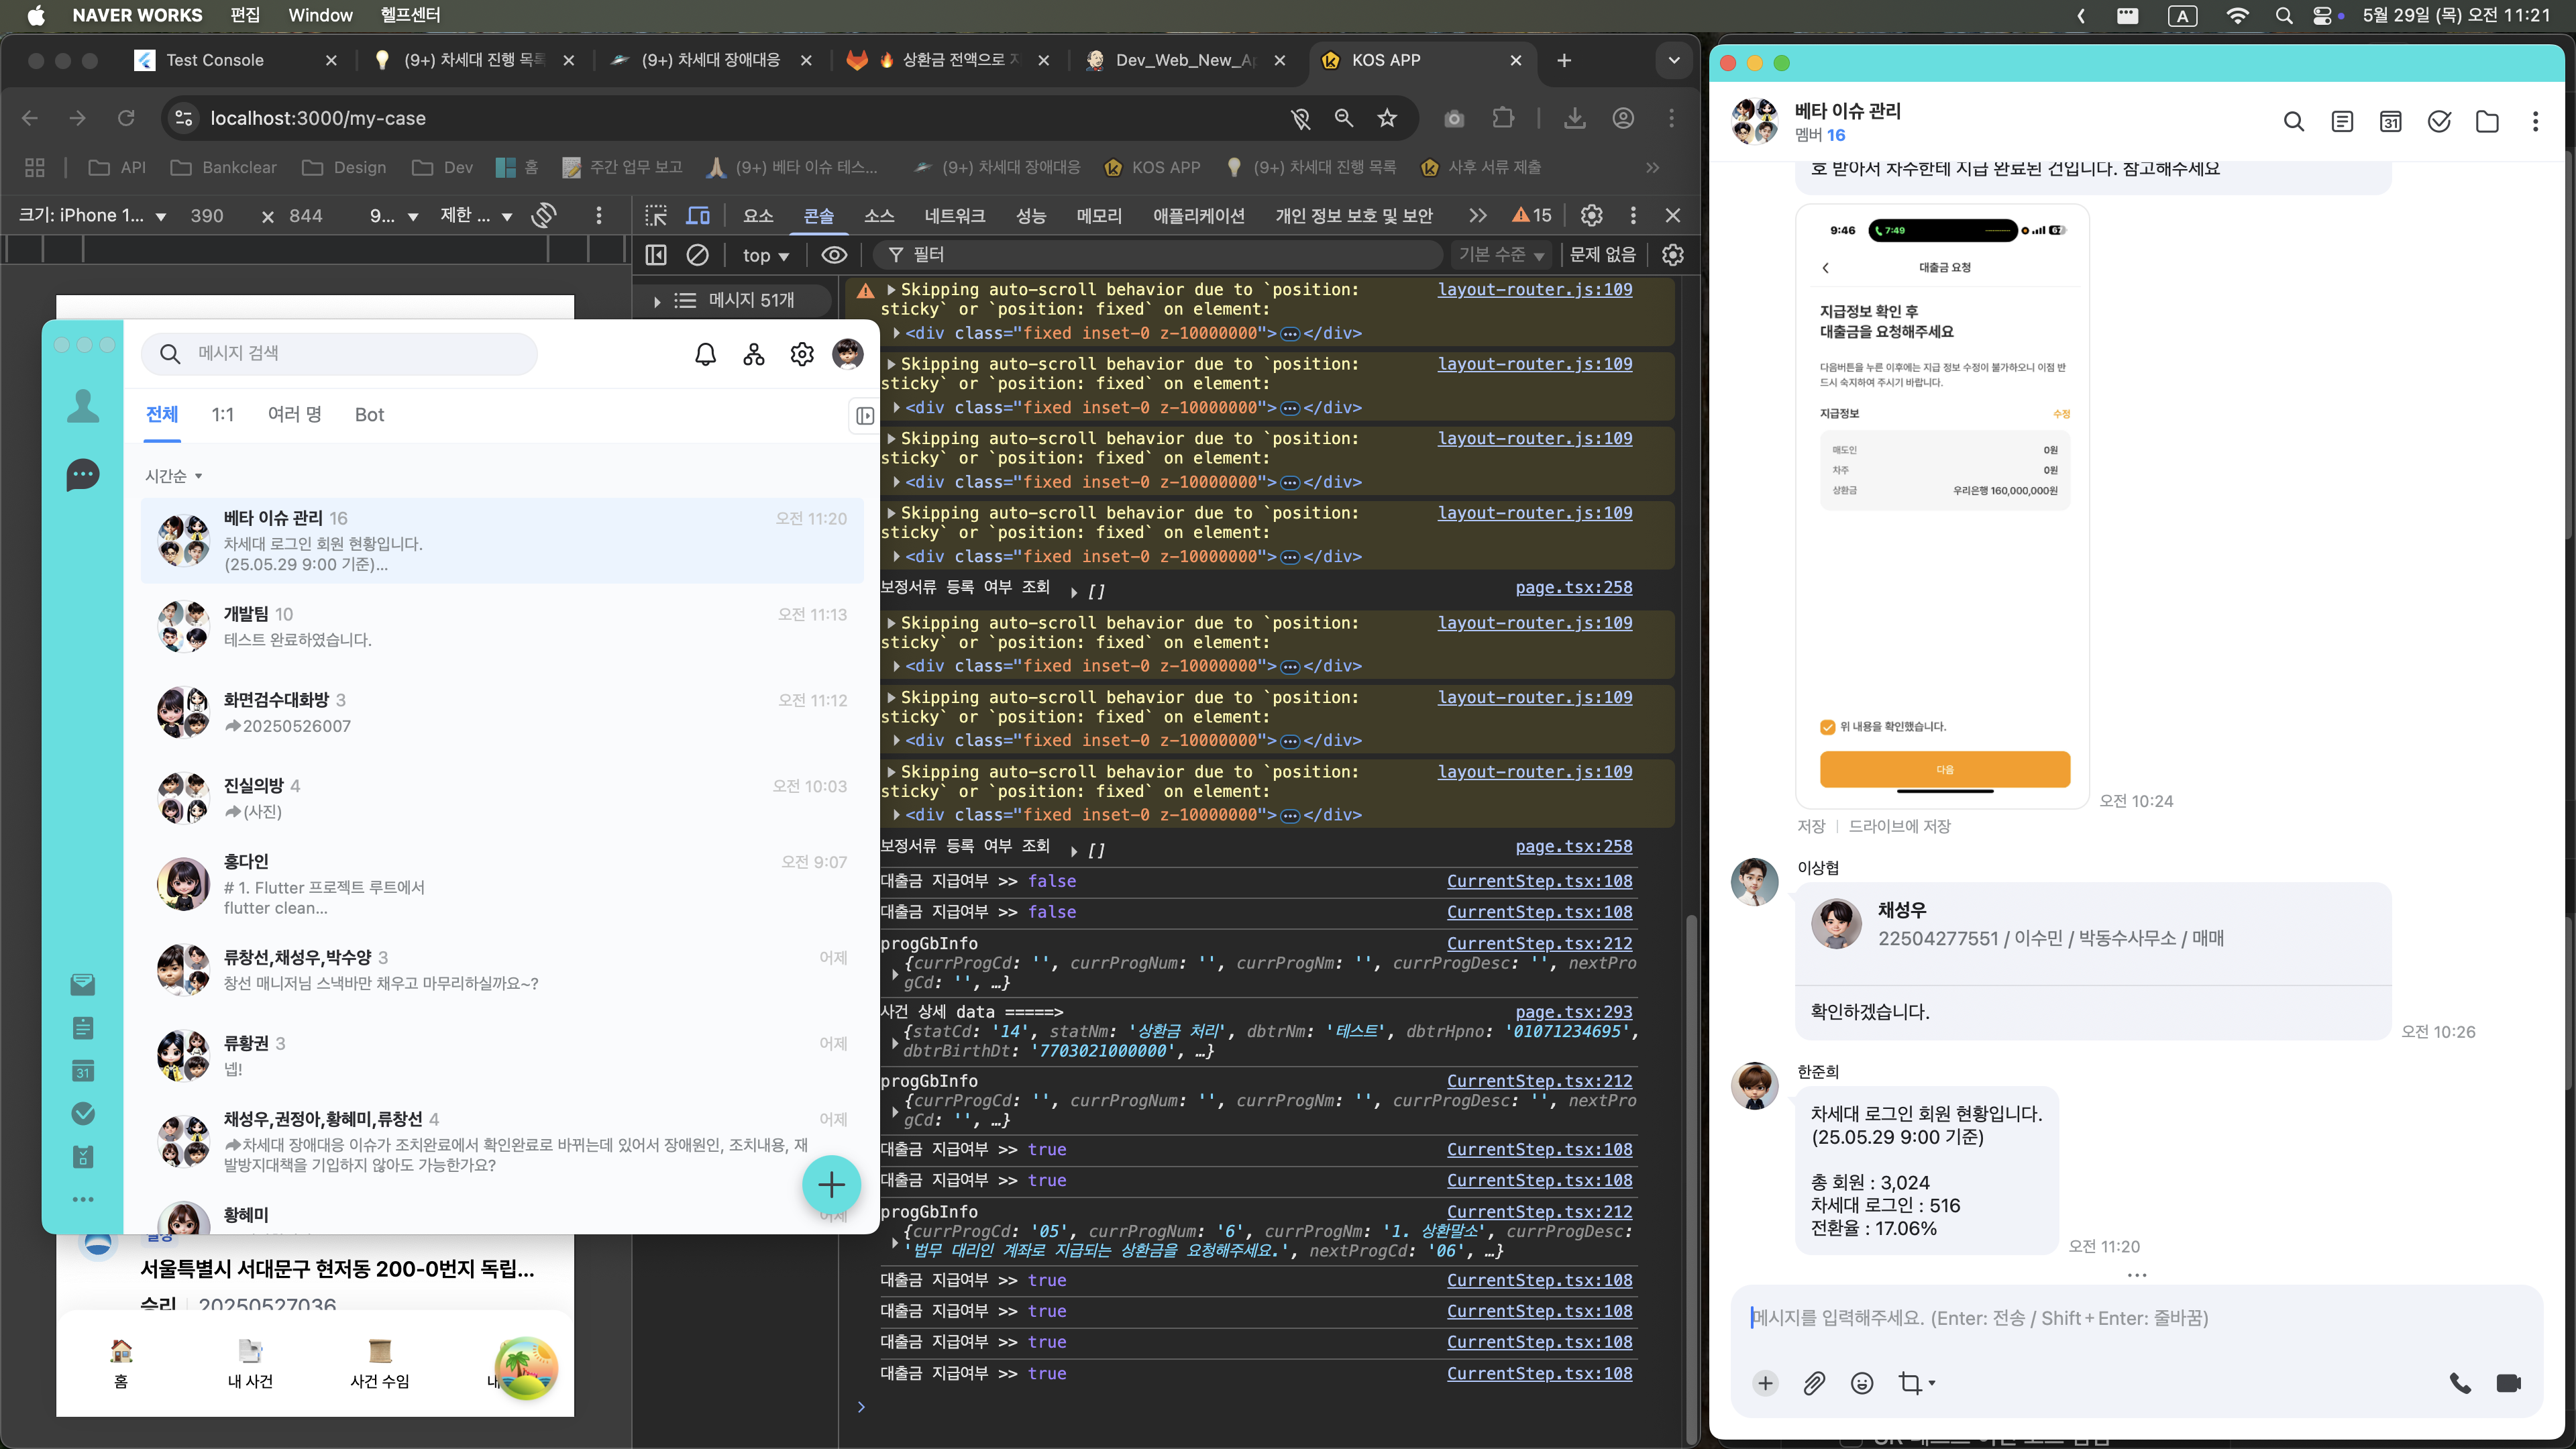 NAVER WORKS 편집 Window 헬프센터
A 5월 29일 (목) 오전 11:21
Test Console
(9+) 차세대 진행 목록
(9+) 차세대 장애대응
상환금 전액으로 지
Dev_Web_New_Ap
KOS APP
localhost:3000/my-case
API Bankclear Design Dev 홈 주간 업무 보고 (9+) 베타 이슈 테스... (9+) 차세대 장애대응 KOS APP (9+) 차세대 진행 목록 사후 서류 제출
크기: iPhone 1... 390 × 844 9... 제한 ...
요소 콘솔 소스 네트워크 성능 메모리 애플리케이션 개인 정보 보호 및 보안 15
top 필터 기본 수준 문제 없음
메시지 51개
메시지 검색
전체 1:1 여러 명 Bot
시간순
베타 이슈 관리 16 오전 11:20
차세대 로그인 회원 현황입니다.
(25.05.29 9:00 기준)...
개발팀 10 오전 11:13
테스트 완료하였습니다.
화면검수대화방 3 오전 11:12
20250526007
진실의방 4 오전 10:03
(사진)
홍다인 오전 9:07
# 1. Flutter 프로젝트 루트에서
flutter clean...
류창선,채성우,박수양 3 어제
창선 매니저님 스낵바만 채우고 마무리하실까요~?
류황권 3 어제
넵!
채성우,권정아,황혜미,류창선 4 어제
차세대 장애대응 이슈가 조치완료에서 확인완료로 바뀌는데 있어서 장애원인, 조치내용, 재
발방지대책을 기입하지 않아도 가능한가요?
황혜미 어제
31
서울특별시 서대문구 현저동 200-0번지 독립...
승리 20250527036
홈 내 사건 사건 수임 내
Skipping auto-scroll behavior due to `position: layout-router.js:109
sticky` or `position: fixed` on element:
<div class="fixed inset-0 z-10000000">…</div>
Skipping auto-scroll behavior due to `position: layout-router.js:109
sticky` or `position: fixed` on element:
<div class="fixed inset-0 z-10000000">…</div>
Skipping auto-scroll behavior due to `position: layout-router.js:109
sticky` or `position: fixed` on element:
<div class="fixed inset-0 z-10000000">…</div>
Skipping auto-scroll behavior due to `position: layout-router.js:109
sticky` or `position: fixed` on element:
<div class="fixed inset-0 z-10000000">…</div>
보정서류 등록 여부 조회 [] page.tsx:258
Skipping auto-scroll behavior due to `position: layout-router.js:109
sticky` or `position: fixed` on element:
<div class="fixed inset-0 z-10000000">…</div>
Skipping auto-scroll behavior due to `position: layout-router.js:109
sticky` or `position: fixed` on element:
<div class="fixed inset-0 z-10000000">…</div>
Skipping auto-scroll behavior due to `position: layout-router.js:109
sticky` or `position: fixed` on element:
<div class="fixed inset-0 z-10000000">…</div>
보정서류 등록 여부 조회 [] page.tsx:258
대출금 지급여부 >> false CurrentStep.tsx:108
대출금 지급여부 >> false CurrentStep.tsx:108
progGbInfo CurrentStep.tsx:212
{currProgCd: '', currProgNum: '', currProgNm: '', currProgDesc: '', nextPro
gCd: '', …}
사건 상세 data =====> page.tsx:293
{statCd: '14', statNm: '상환금 처리', dbtrNm: '테스트', dbtrHpno: '01071234695',
dbtrBirthDt: '7703021000000', …}
progGbInfo CurrentStep.tsx:212
{currProgCd: '', currProgNum: '', currProgNm: '', currProgDesc: '', nextPro
gCd: '', …}
대출금 지급여부 >> true CurrentStep.tsx:108
대출금 지급여부 >> true CurrentStep.tsx:108
progGbInfo CurrentStep.tsx:212
{currProgCd: '05', currProgNum: '6', currProgNm: '1. 상환말소', currProgDesc:
'법무 대리인 계좌로 지급되는 상환금을 요청해주세요.', nextProgCd: '06', …}
대출금 지급여부 >> true CurrentStep.tsx:108
대출금 지급여부 >> true CurrentStep.tsx:108
대출금 지급여부 >> true CurrentStep.tsx:108
대출금 지급여부 >> true CurrentStep.tsx:108
베타 이슈 관리
멤버 16
31
호 받아서 차주한테 지급 완료된 건입니다. 참고해주세요
9:46 7:49
대출금 요청
지급정보 확인 후
대출금을 요청해주세요
다음버튼을 누른 이후에는 지급 정보 수정이 불가하오니 이점 반
드시 숙지하여 주시기 바랍니다.
지급정보 수정
매도인 0원
차주 0원
상환금 우리은행 160,000,000원
위 내용을 확인했습니다.
다음
오전 10:24
저장 드라이브에 저장
이상협
채성우
22504277551 / 이수민 / 박동수사무소 / 매매
확인하겠습니다.
오전 10:26
한준희
차세대 로그인 회원 현황입니다.
(25.05.29 9:00 기준)
총 회원 : 3,024
차세대 로그인 : 516
전환율 : 17.06%
오전 11:20
메시지를 입력해주세요. (Enter: 전송 / Shift + Enter: 줄바꿈)